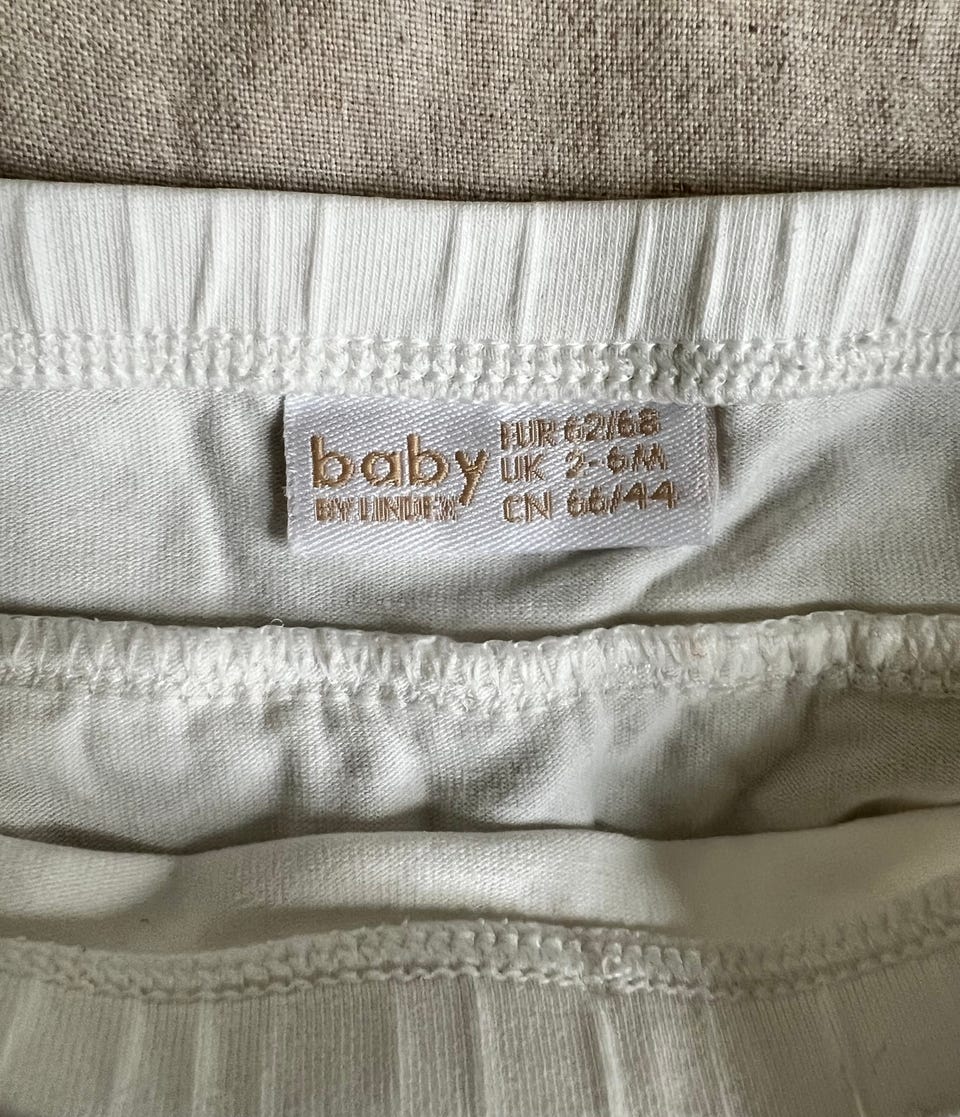 baby
BY LINDEX
EUR 62/68
UK 2-6M
CN 66/44